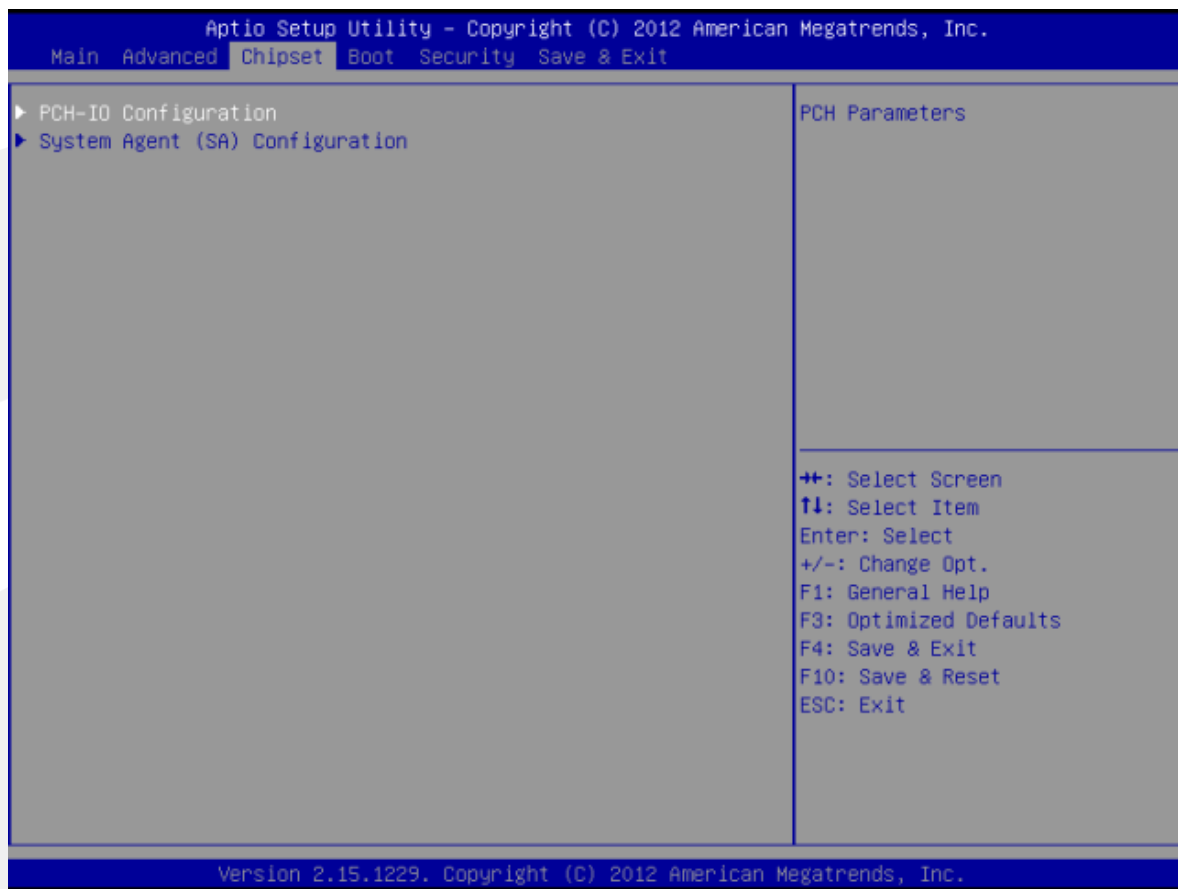 Aptio Setup Utility – Copyright (C) 2012 American Megatrends, Inc.
Main Advanced Chipset Boot Security Save & Exit
▶ PCH-IO Configuration
▶ System Agent (SA) Configuration
PCH Parameters
→←: Select Screen
↑↓: Select Item
Enter: Select
+/-: Change Opt.
F1: General Help
F3: Optimized Defaults
F4: Save & Exit
F10: Save & Reset
ESC: Exit
Version 2.15.1229. Copyright (C) 2012 American Megatrends, Inc.